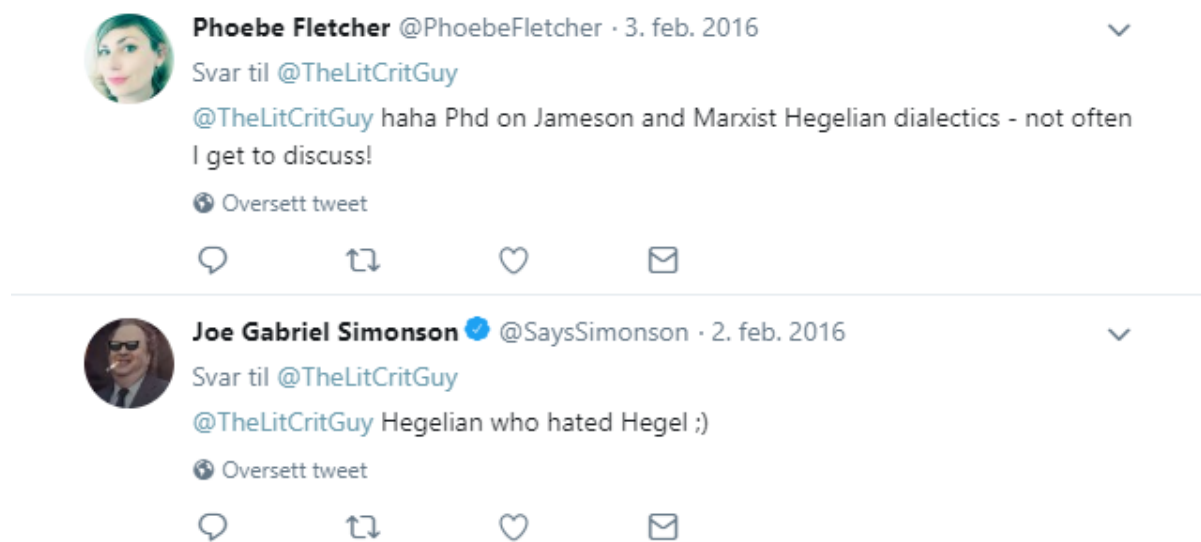 Phoebe Fletcher @PhoebeFletcher · 3. feb. 2016
Svar til @TheLitCritGuy
@TheLitCritGuy haha Phd on Jameson and Marxist Hegelian dialectics - not often
I get to discuss!
Oversett tweet
Joe Gabriel Simonson @SaysSimonson · 2. feb. 2016
Svar til @TheLitCritGuy
@TheLitCritGuy Hegelian who hated Hegel ;)
Oversett tweet